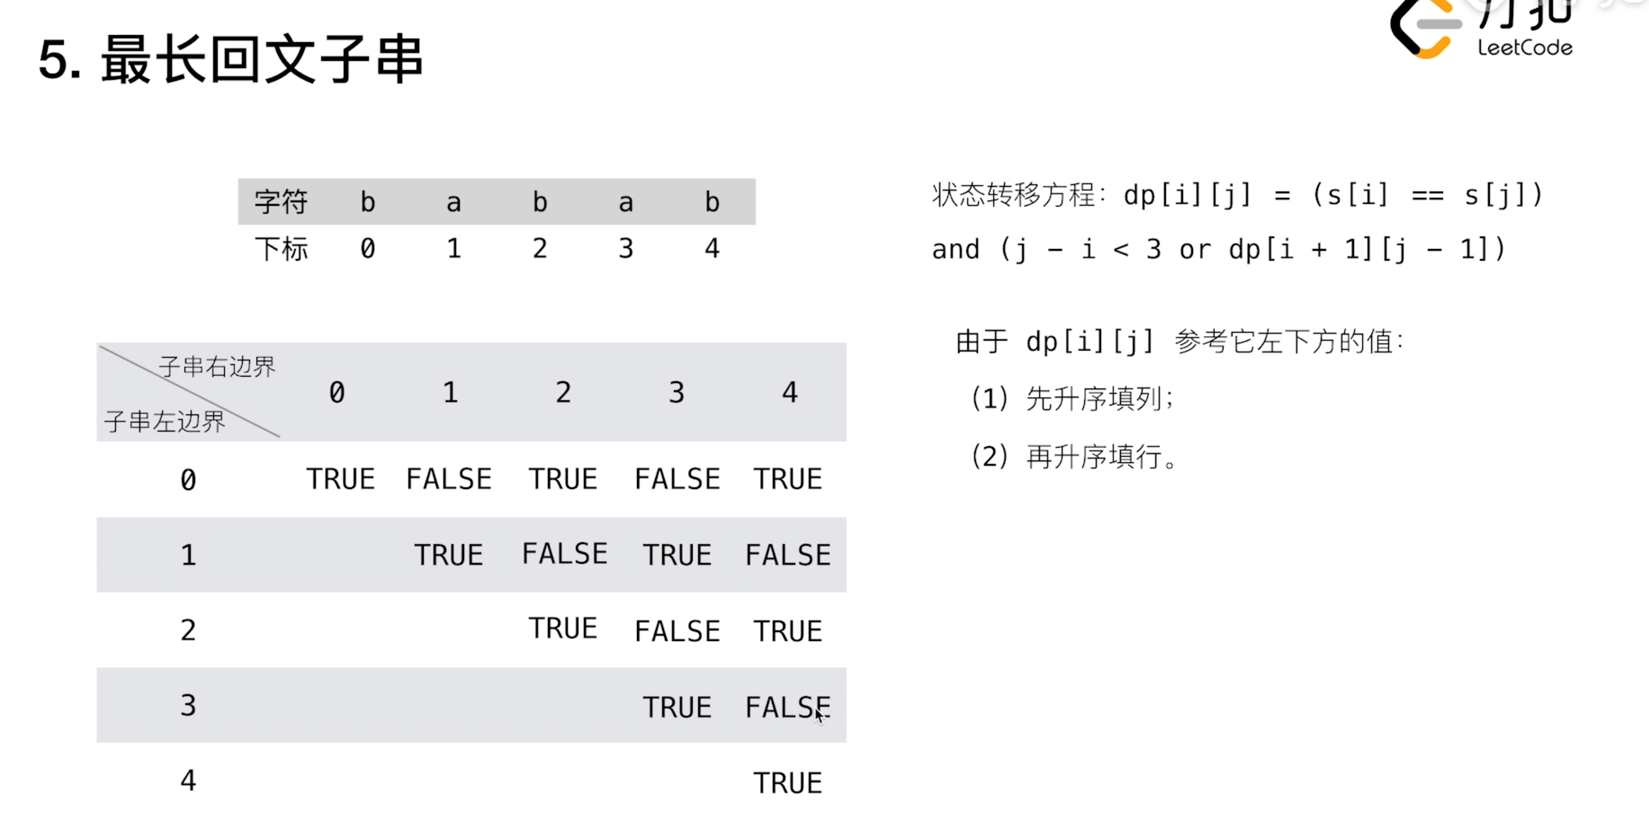 5. 最长回文子串
力扣
LeetCode
字符 b a b a b
下标 0 1 2 3 4
状态转移方程：dp[i][j] = (s[i] == s[j])
and (j − i < 3 or dp[i + 1][j − 1])
由于 dp[i][j] 参考它左下方的值：
（1）先升序填列；
（2）再升序填行。
子串右边界
子串左边界
0 1 2 3 4
0 TRUE FALSE TRUE FALSE TRUE
1 TRUE FALSE TRUE FALSE
2 TRUE FALSE TRUE
3 TRUE FALSE
4 TRUE